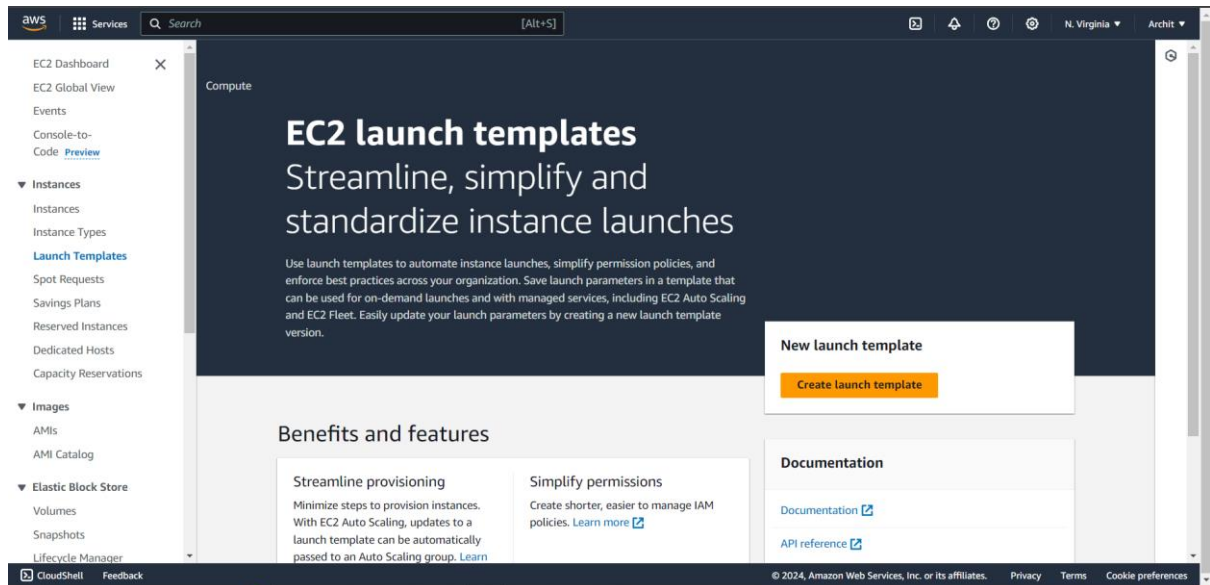 aws
Services
Search
[Alt+S]
N. Virginia
Archit
EC2 Dashboard
EC2 Global View
Events
Console-to-
Code Preview
Instances
Instances
Instance Types
Launch Templates
Spot Requests
Savings Plans
Reserved Instances
Dedicated Hosts
Capacity Reservations
Images
AMIs
AMI Catalog
Elastic Block Store
Volumes
Snapshots
Lifecycle Manager
Compute
EC2 launch templates
Streamline, simplify and
standardize instance launches
Use launch templates to automate instance launches, simplify permission policies, and
enforce best practices across your organization. Save launch parameters in a template that
can be used for on-demand launches and with managed services, including EC2 Auto Scaling
and EC2 Fleet. Easily update your launch parameters by creating a new launch template
version.
New launch template
Create launch template
Benefits and features
Streamline provisioning
Minimize steps to provision instances.
With EC2 Auto Scaling, updates to a
launch template can be automatically
passed to an Auto Scaling group. Learn
Simplify permissions
Create shorter, easier to manage IAM
policies. Learn more
Documentation
Documentation
API reference
CloudShell
Feedback
© 2024, Amazon Web Services, Inc. or its affiliates.
Privacy
Terms
Cookie preferences